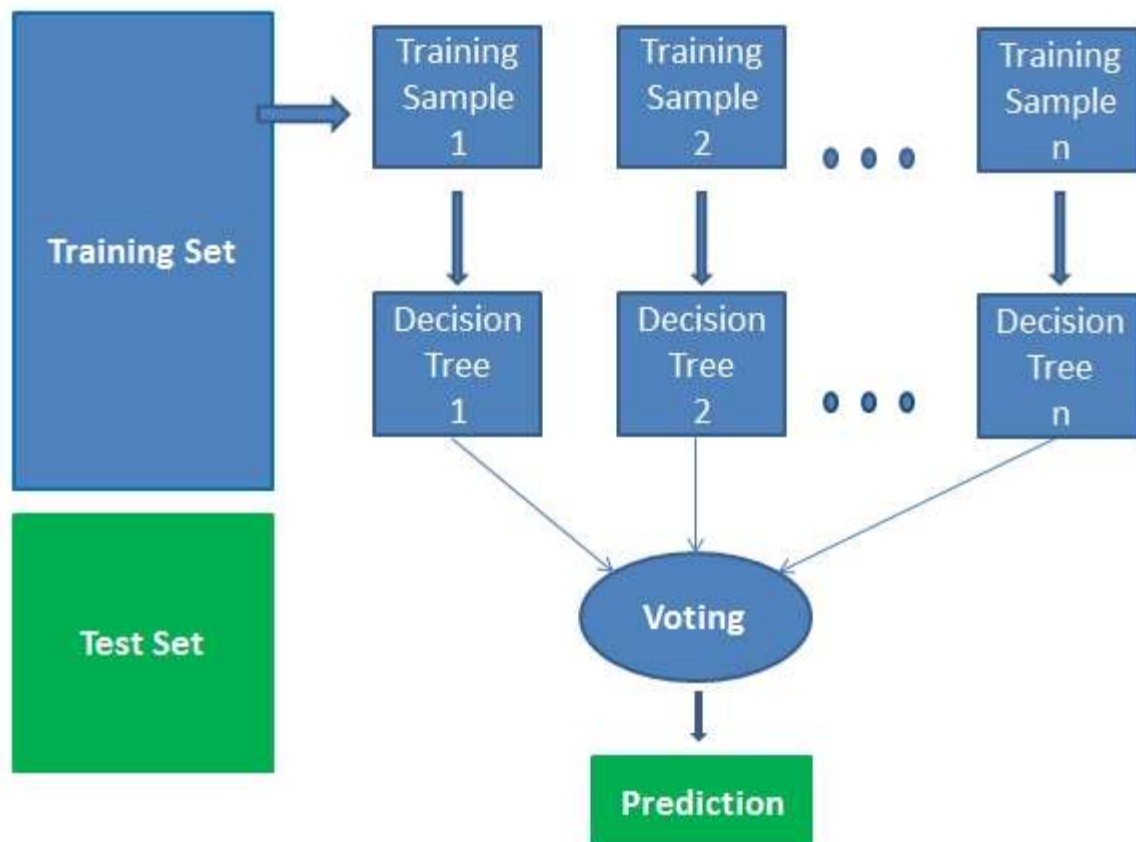 Training Set
Training
Sample
1
Training
Sample
2
Training
Sample
n
Decision
Tree
1
Decision
Tree
2
Decision
Tree
n
Test Set
Voting
Prediction